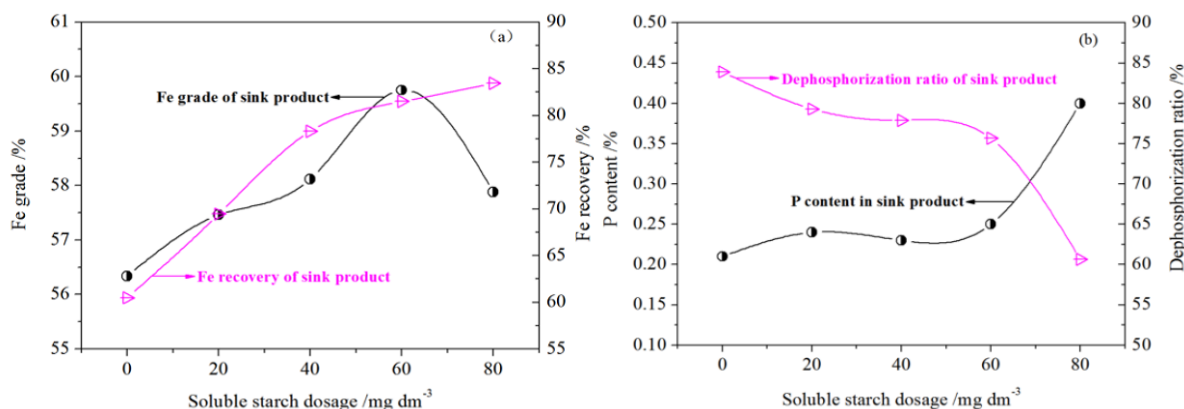 (a)
61
60
59
58
57
56
55
Fe grade /%
90
85
80
75
70
65
60
55
Fe recovery /%
Fe grade of sink product
Fe recovery of sink product
0 20 40 60 80
Soluble starch dosage /mg dm-3
(b)
0.50
0.45
0.40
0.35
0.30
0.25
0.20
0.15
0.10
P content /%
90
85
80
75
70
65
60
55
50
Dephosphorization ratio /%
Dephosphorization ratio of sink product
P content in sink product
0 20 40 60 80
Soluble starch dosage /mg dm-3